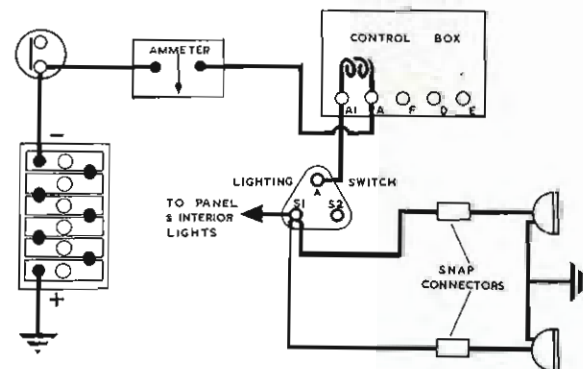 AMMETER
CONTROL BOX
A1 A F D E
LIGHTING SWITCH
A
S1 S2
TO PANEL
& INTERIOR
LIGHTS
SNAP
CONNECTORS
-
+